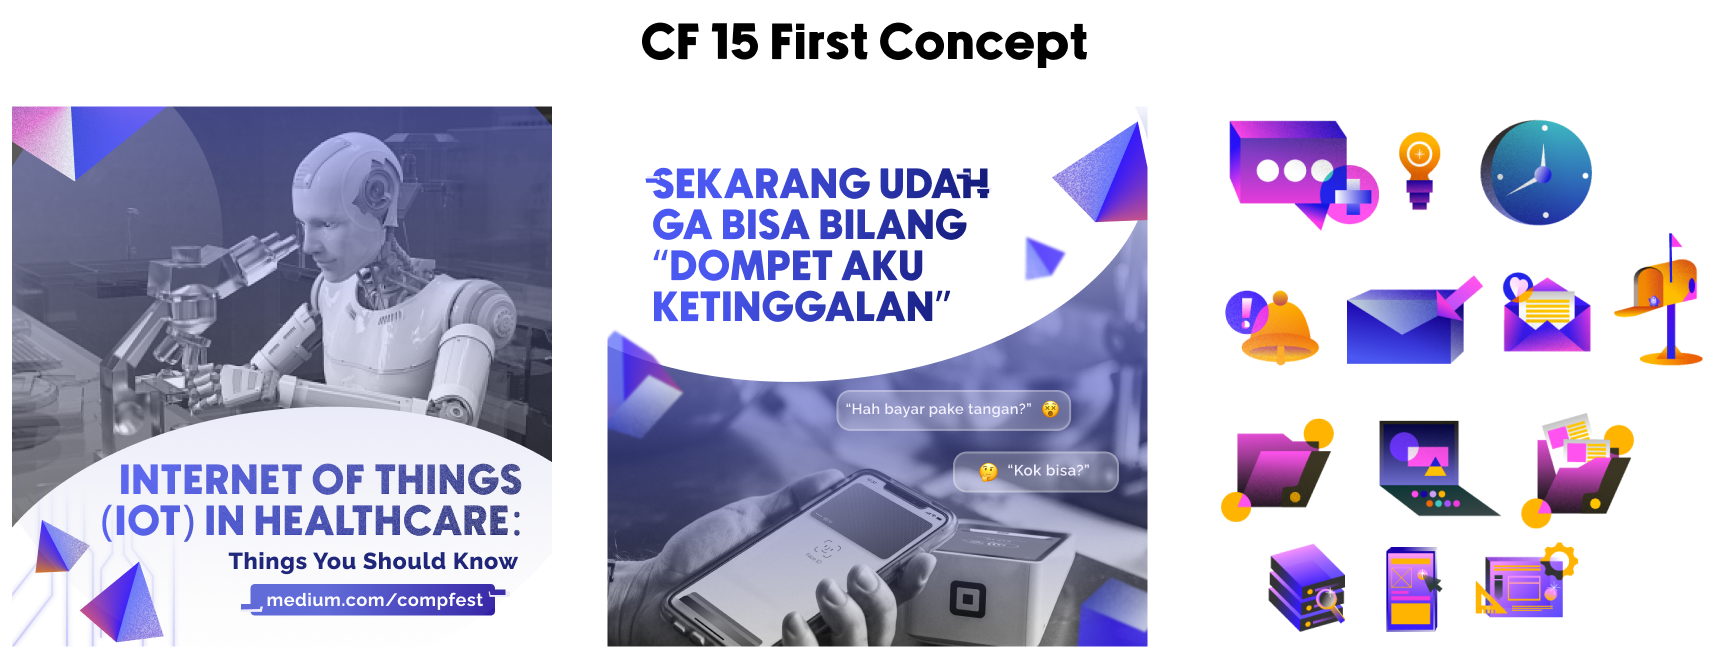 CF 15 First Concept
INTERNET OF THINGS
(IOT) IN HEALTHCARE:
Things You Should Know
medium.com/compfest
SEKARANG UDAH
GA BISA BILANG
“DOMPET AKU
KETINGGALAN”
“Hah bayar pake tangan?” 😵
🤔 “Kok bisa?”